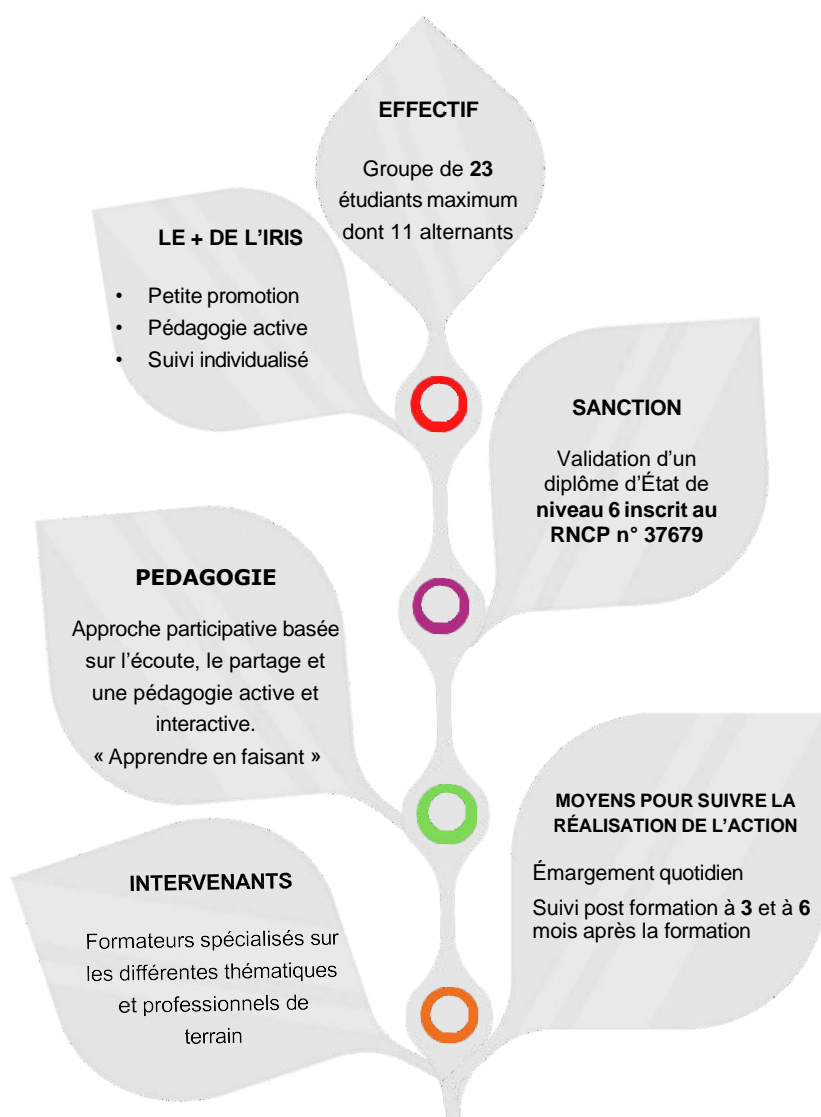 EFFECTIF
Groupe de 23
étudiants maximum
dont 11 alternants
LE + DE L’IRIS
• Petite promotion
• Pédagogie active
• Suivi individualisé
SANCTION
Validation d’un
diplôme d’État de
niveau 6 inscrit au
RNCP n° 37679
PEDAGOGIE
Approche participative basée
sur l’écoute, le partage et
une pédagogie active et
interactive.
« Apprendre en faisant »
MOYENS POUR SUIVRE LA
RÉALISATION DE L’ACTION
Émargement quotidien
Suivi post formation à 3 et à 6
mois après la formation
INTERVENANTS
Formateurs spécialisés sur
les différentes thématiques
et professionnels de
terrain